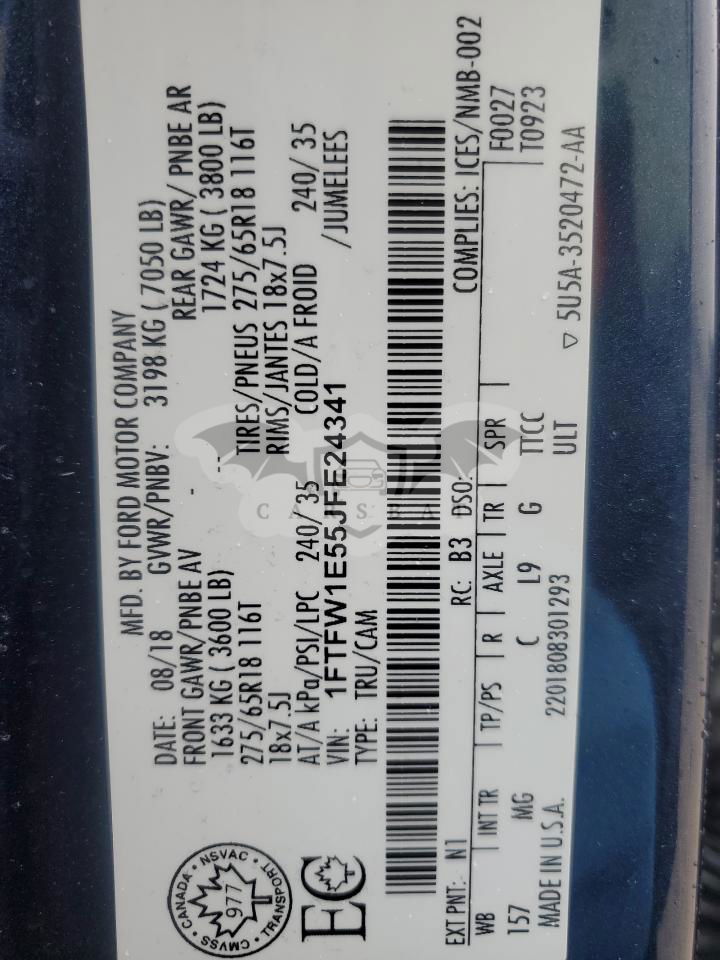 MFD. BY FORD MOTOR COMPANY
DATE: 08/18 GVWR/PNBV: 3198 KG ( 7050 LB)
FRONT GAWR/PNBE AV - REAR GAWR/ PNBE AR
1633 KG ( 3600 LB) -- 1724 KG ( 3800 LB)
275/65R18 116T TIRES/PNEUS 275/65R18 116T
18x7.5J RIMS/JANTES 18x7.5J
AT/A kPa/PSI/LPC 240/ 35 COLD/A FROID 240/ 35
VIN: 1FTFW1E55JFE24341 /JUMELEES
TYPE: TRU/CAM
CANADA • NSVAC • TRANSPORT • CMVSS •
977
EC
COMPLIES: ICES/NMB-002
EXT PNT: N1 RC: B3 DSO: F0027
WB INT TR TP/PS R AXLE TR SPR T0923
157 MG C L9 G TTCC
ULT
MADE IN U.S.A. 2201808301293 ▽ 5U5A-3520472-AA
CARSBA